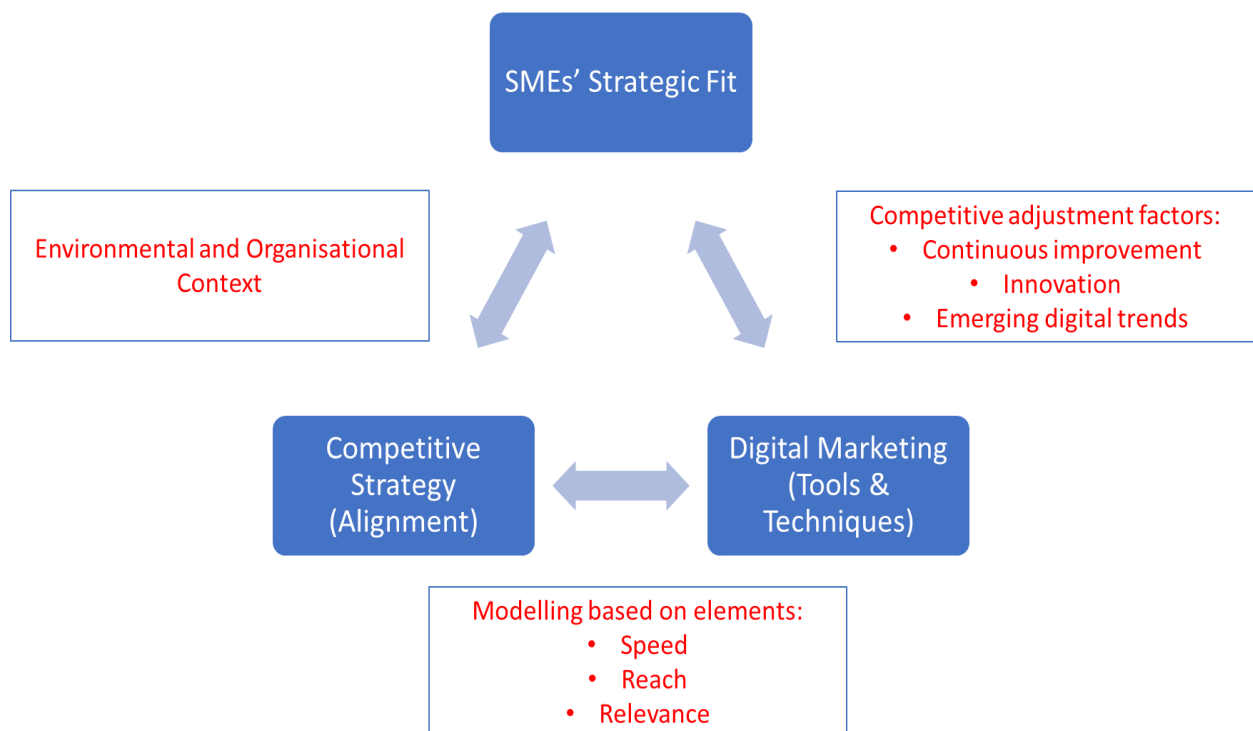 SMEs’ Strategic Fit
Environmental and Organisational
Context
Competitive adjustment factors:
• Continuous improvement
• Innovation
• Emerging digital trends
Competitive
Strategy
(Alignment)
Digital Marketing
(Tools &
Techniques)
Modelling based on elements:
• Speed
• Reach
• Relevance